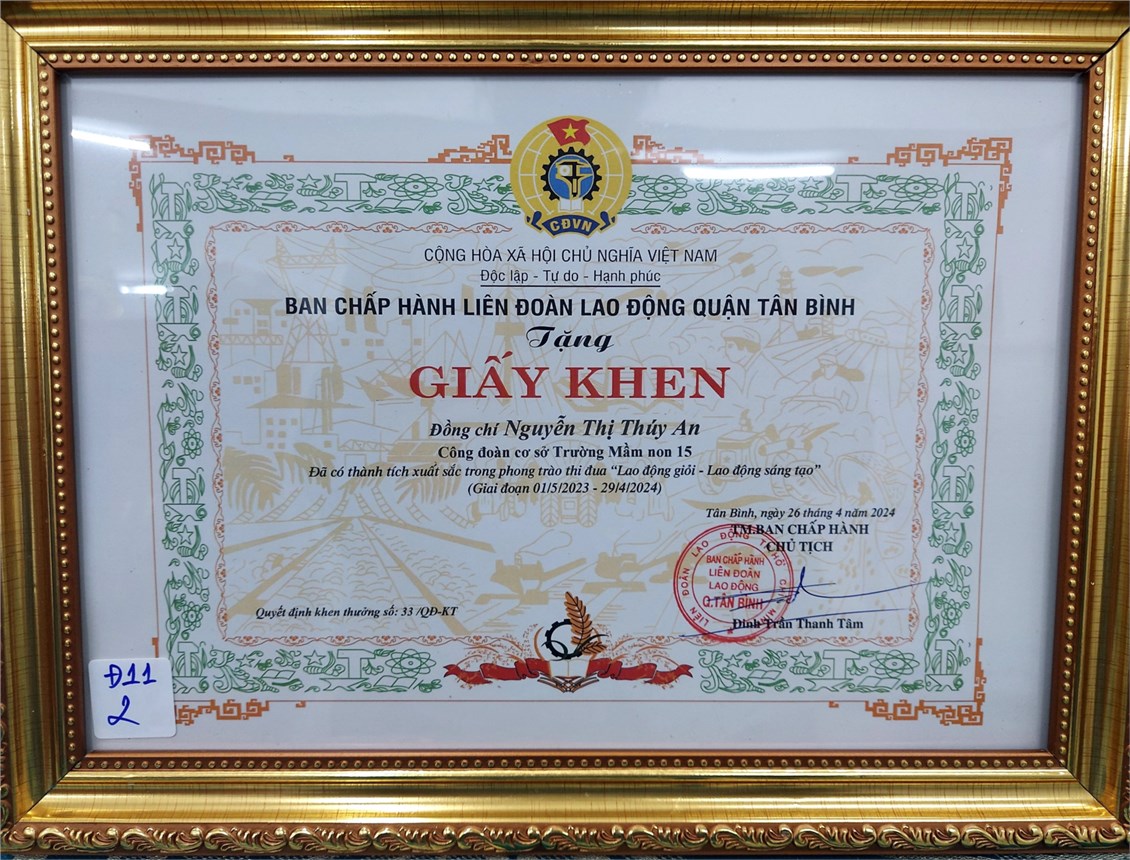 CĐVN
CỘNG HÒA XÃ HỘI CHỦ NGHĨA VIỆT NAM
Độc lập - Tự do - Hạnh phúc
BAN CHẤP HÀNH LIÊN ĐOÀN LAO ĐỘNG QUẬN TÂN BÌNH
Tặng
GIẤY KHEN
Đồng chí Nguyễn Thị Thúy An
Công đoàn cơ sở Trường Mầm non 15
Đã có thành tích xuất sắc trong phong trào thi đua “Lao động giỏi - Lao động sáng tạo”
(Giai đoạn 01/5/2023 - 29/4/2024)
Tân Bình, ngày 26 tháng 4 năm 2024
TM.BAN CHẤP HÀNH
CHỦ TỊCH
LIÊN ĐOÀN LAO ĐỘNG
BAN CHẤP HÀNH
LIÊN ĐOÀN
LAO ĐỘNG
Q.TÂN BÌNH
Đinh Trần Thanh Tâm
Quyết định khen thưởng số: 33 /QĐ-KT
Đ11
2